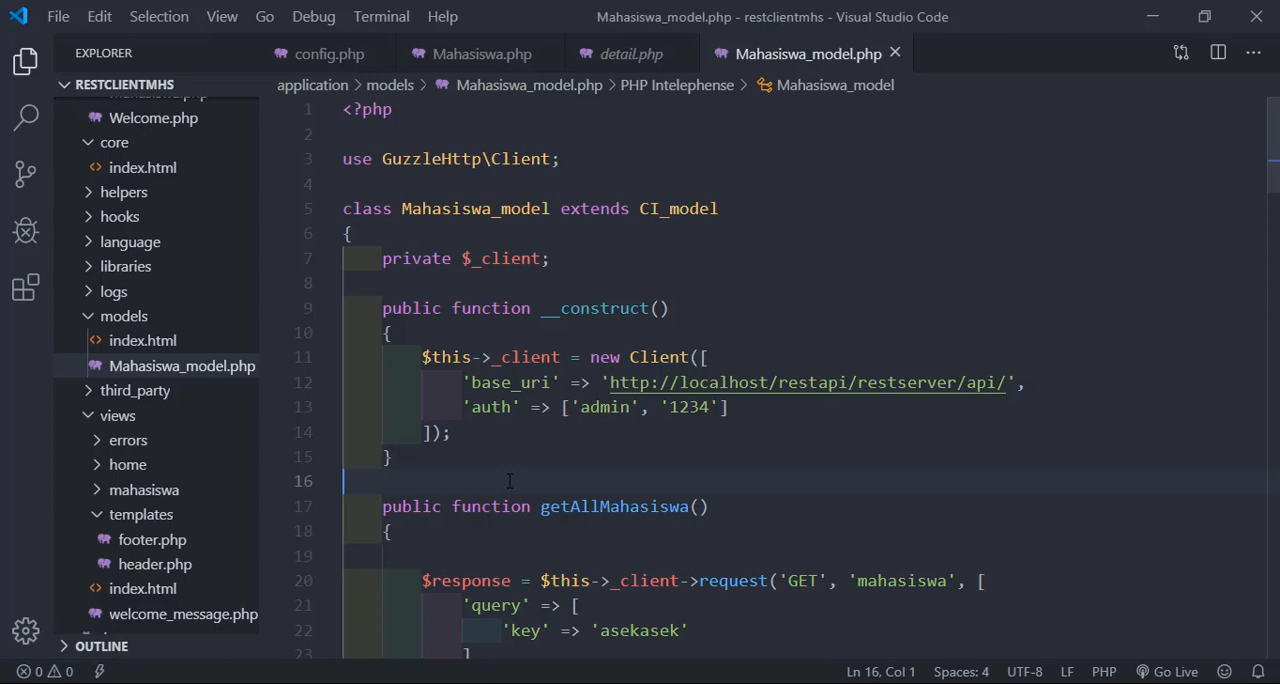 File Edit Selection View Go Debug Terminal Help
Mahasiswa_model.php - restclientmhs - Visual Studio Code
EXPLORER
config.php
Mahasiswa.php
detail.php
Mahasiswa_model.php
RESTCLIENTMHS
application > models > Mahasiswa_model.php > PHP Intelephense > Mahasiswa_model
Welcome.php
core
index.html
helpers
hooks
language
libraries
logs
models
index.html
Mahasiswa_model.php
third_party
views
errors
home
mahasiswa
templates
footer.php
header.php
index.html
welcome_message.php
OUTLINE
1 <?php
2
3 use GuzzleHttp\Client;
4
5 class Mahasiswa_model extends CI_model
6 {
7 private $_client;
8
9 public function __construct()
10 {
11 $this->_client = new Client([
12 'base_uri' => 'http://localhost/restapi/restserver/api/',
13 'auth' => ['admin', '1234']
14 ]);
15 }
16
17 public function getAllMahasiswa()
18 {
19
20 $response = $this->_client->request('GET', 'mahasiswa', [
21 'query' => [
22 'key' => 'asekasek'
23 ]
0 0
Ln 16, Col 1 Spaces: 4 UTF-8 LF PHP Go Live